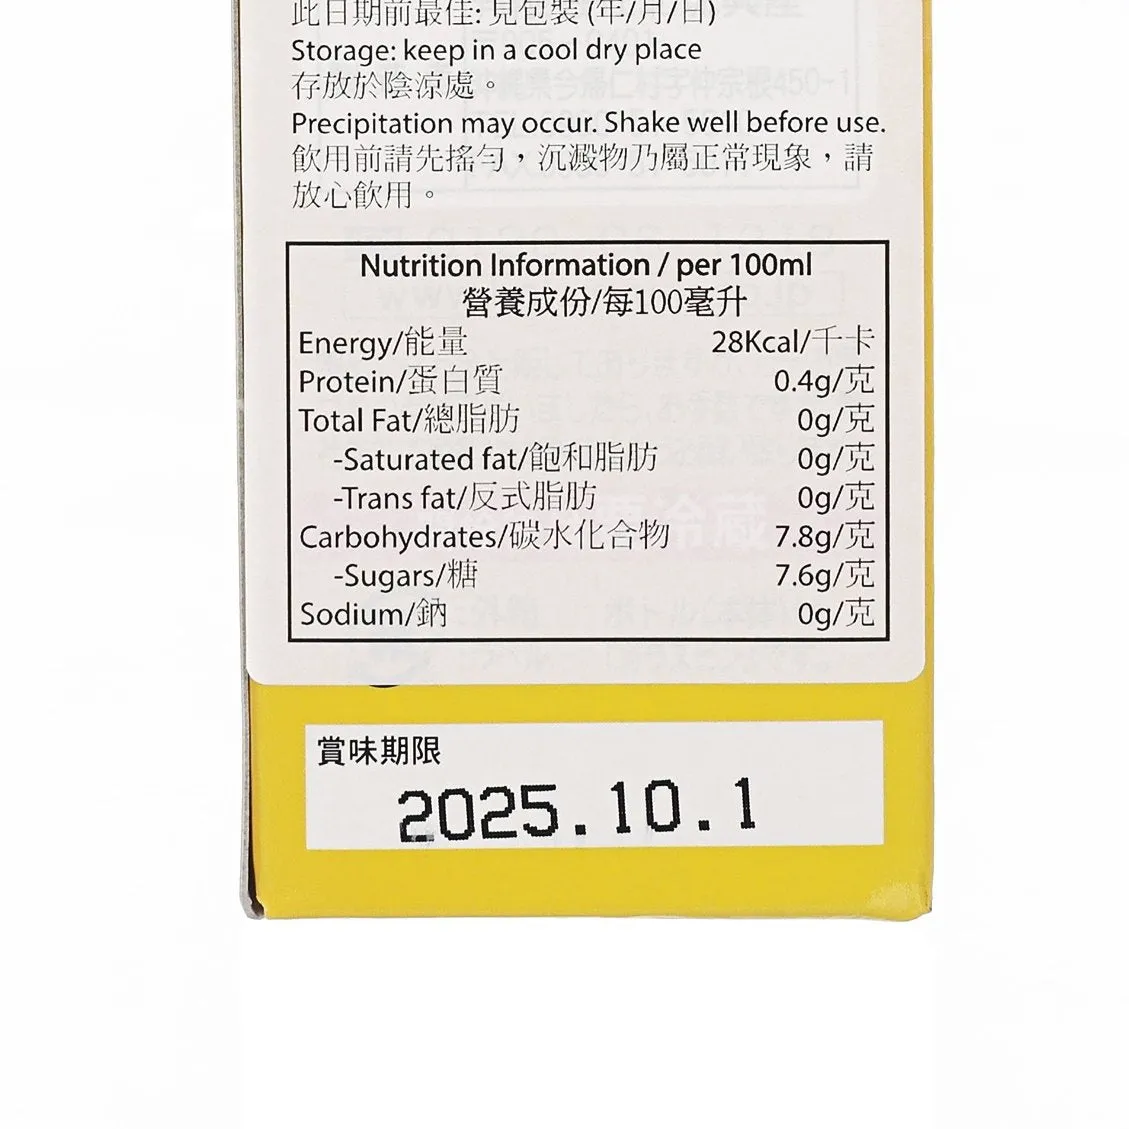 此日期前最佳: 見包裝 (年/月/日)
Storage: keep in a cool dry place
存放於陰涼處。
Precipitation may occur. Shake well before use.
飲用前請先搖勻，沉澱物乃屬正常現象，請
放心飲用。
Nutrition Information / per 100ml
營養成份/每100毫升
Energy/能量 28Kcal/千卡
Protein/蛋白質 0.4g/克
Total Fat/總脂肪 0g/克
-Saturated fat/飽和脂肪 0g/克
-Trans fat/反式脂肪 0g/克
Carbohydrates/碳水化合物 7.8g/克
-Sugars/糖 7.6g/克
Sodium/鈉 0g/克
賞味期限
2025.10.1